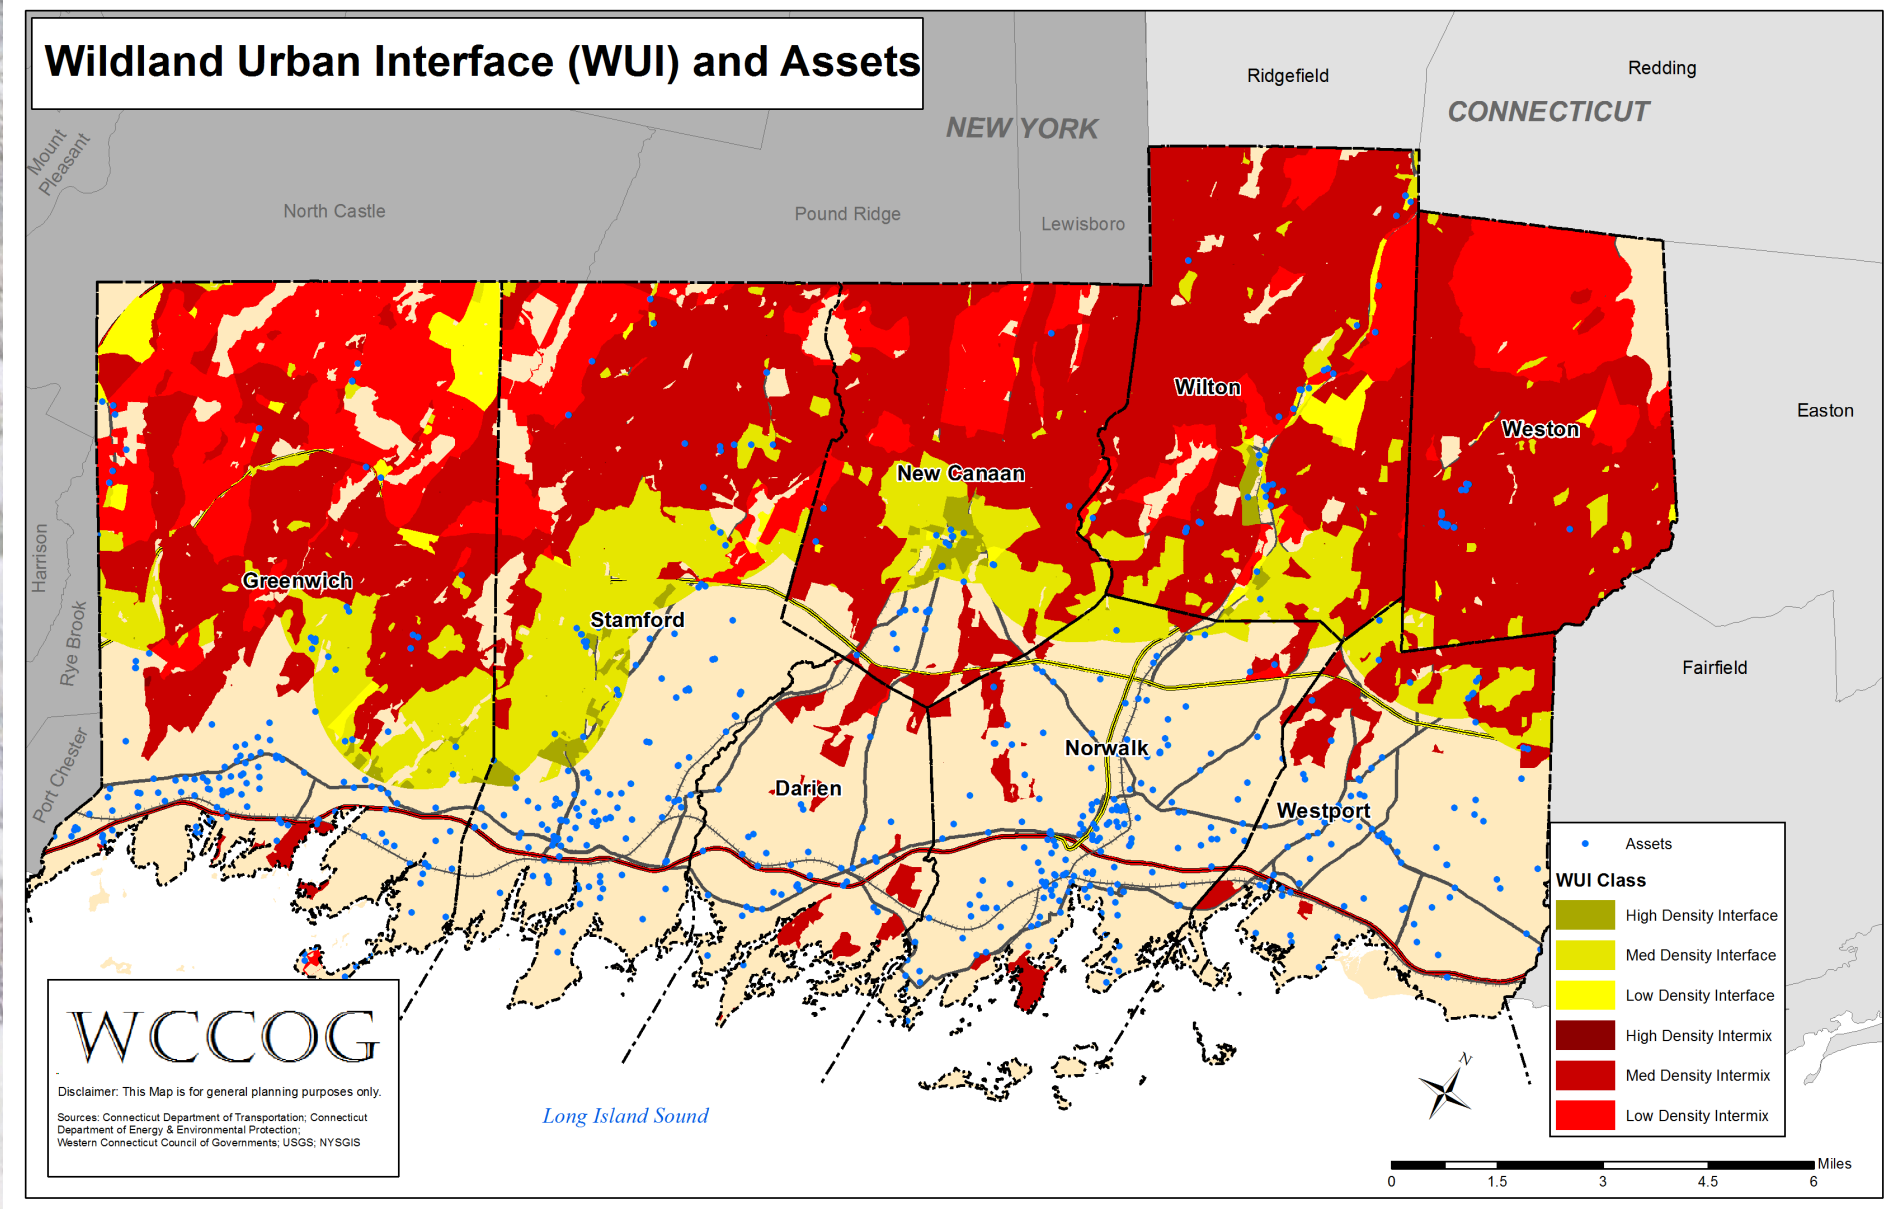 Wildland Urban Interface (WUI) and Assets
Ridgefield
Redding
CONNECTICUT
NEW YORK
Mount
Pleasant
North Castle
Pound Ridge
Lewisboro
Wilton
Easton
Weston
New Canaan
Harrison
Greenwich
Stamford
Rye Brook
Fairfield
Port Chester
Norwalk
Darien
Westport
Assets
WUI Class
High Density Interface
Med Density Interface
Low Density Interface
High Density Intermix
Med Density Intermix
Low Density Intermix
WCCOG
Disclaimer: This Map is for general planning purposes only.
Sources: Connecticut Department of Transportation; Connecticut
Department of Energy & Environmental Protection;
Western Connecticut Council of Governments; USGS; NYSGIS
Long Island Sound
N
Miles
0 1.5 3 4.5 6